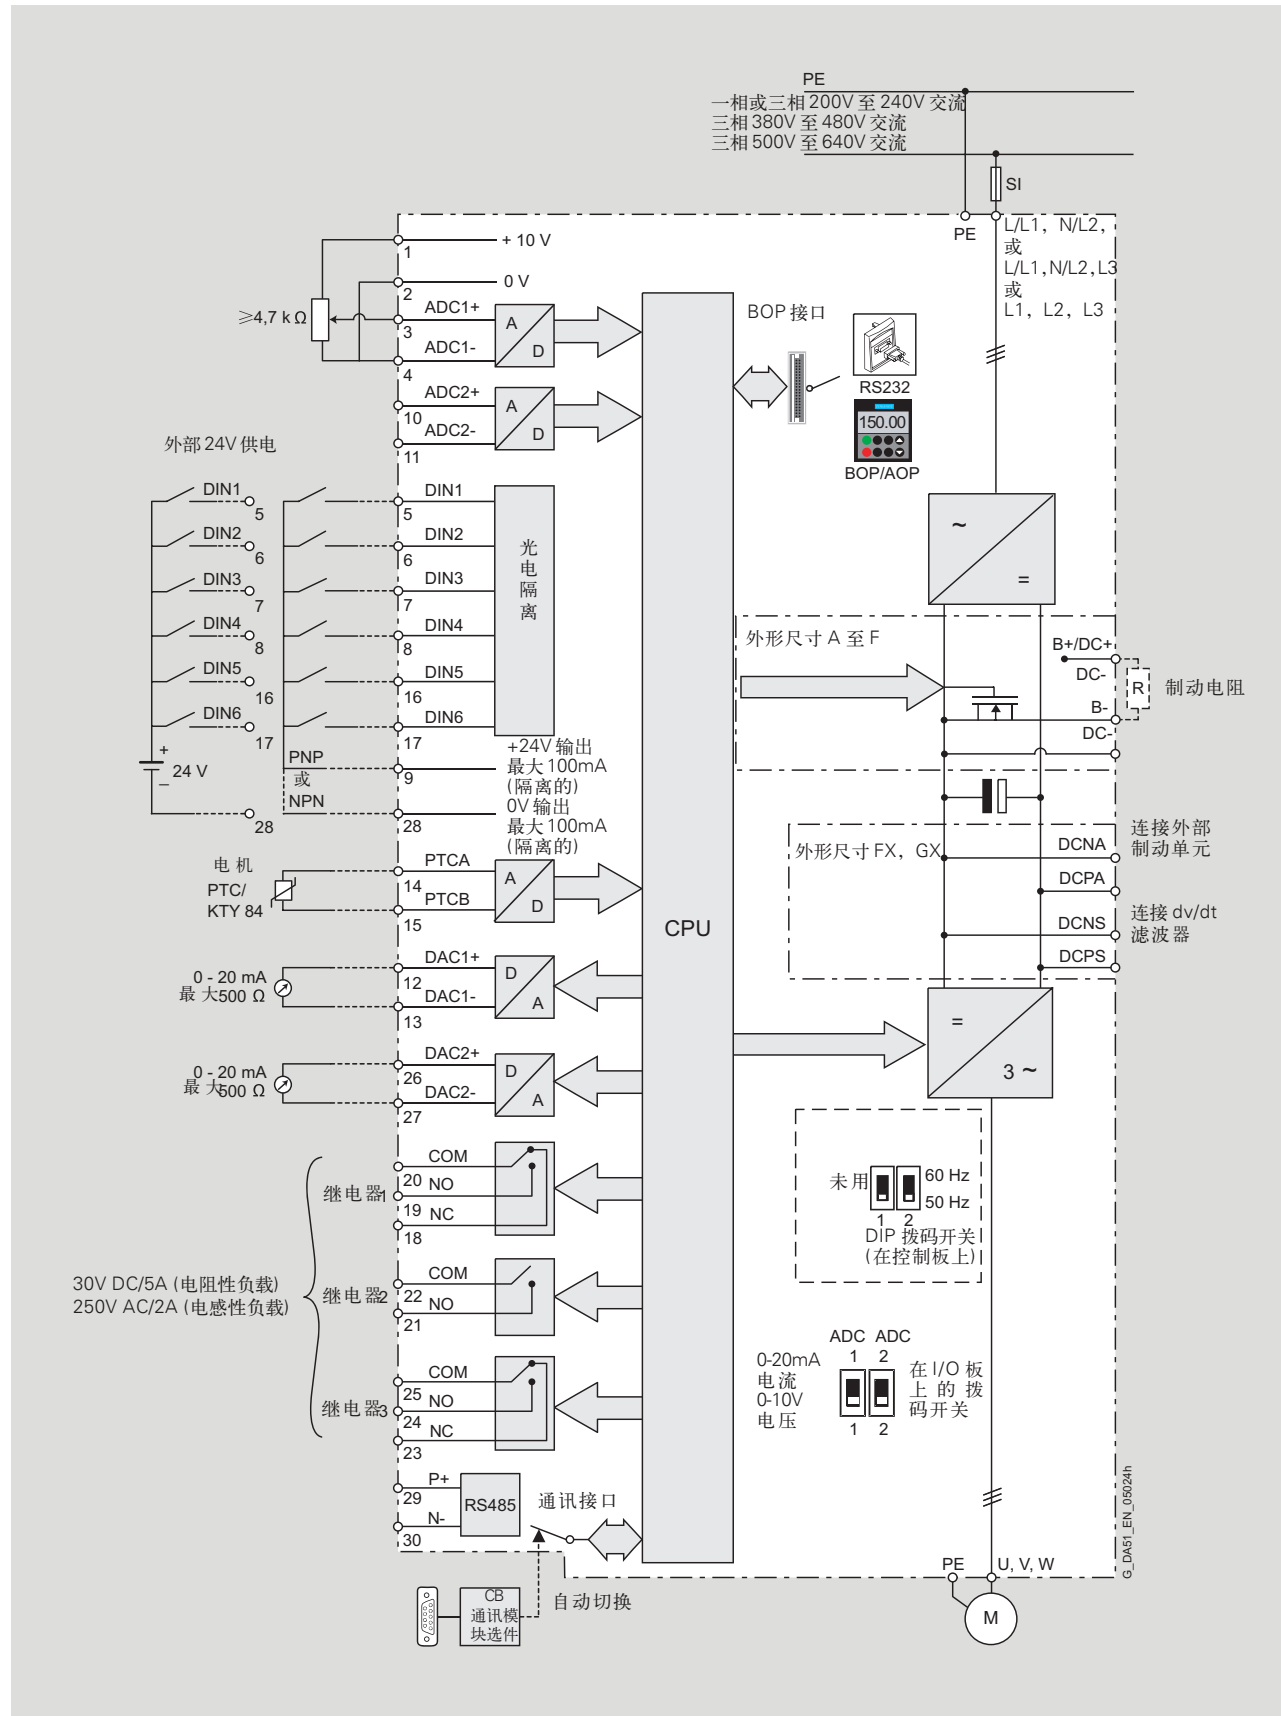 PE
一相或三相 200V 至 240V 交流
三相 380V 至 480V 交流
三相 500V 至 640V 交流
SI
PE
L/L1, N/L2,
或
L/L1,N/L2,L3
或
L1, L2, L3
1
+ 10 V
2
0 V
≥4,7 k Ω
ADC1+
3
ADC1-
4
A
D
ADC2+
10
ADC2-
11
A
D
BOP 接口
RS232
150.00
BOP/AOP
外部 24V 供电
DIN1
5
DIN2
6
DIN3
7
DIN4
8
DIN5
16
DIN6
17
+
24 V
–
28
DIN1
5
DIN2
6
DIN3
7
DIN4
8
DIN5
16
DIN6
17
光
电
隔
离
PNP
或
NPN
9
28
+24V 输出
最大 100mA
(隔离的)
0V 输出
最大 100mA
(隔离的)
~
=
外形尺寸 A 至 F
B+/DC+
DC-
R
制动电阻
B-
DC-
外形尺寸 FX, GX
DCNA
DCPA
连接外部
制动单元
DCNS
DCPS
连接 dv/dt
滤波器
电 机
PTC/
KTY 84
PTCA
14
PTCB
15
A
D
CPU
0 - 20 mA
最 大500 Ω
DAC1+
12
DAC1-
13
D
A
0 - 20 mA
最 大500 Ω
DAC2+
26
DAC2-
27
D
A
=
3 ~
30V DC/5A (电阻性负载)
250V AC/2A (电感性负载)
继电器1
COM
20
NO
19
NC
18
继电器2
COM
22
NO
21
继电器3
COM
25
NO
24
NC
23
未用
60 Hz
50 Hz
1 2
DIP 拨码开关
(在控制板上)
ADC ADC
1 2
0-20mA
电流
0-10V
电压
1 2
在 I/O 板
上 的 拨
码开关
P+
29
N-
30
RS485
通讯接口
CB
通讯模
块选件
自动切换
PE
U, V, W
M
G_DA51_EN_05024h